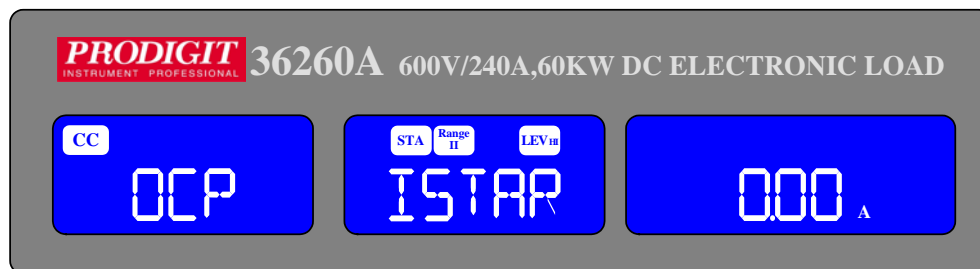 PRODIGIT 36260A 600V/240A,60KW DC ELECTRONIC LOAD
INSTRUMENT PROFESSIONAL
CC STA Range II LEV HI
OCP ISTAR 0.00 A